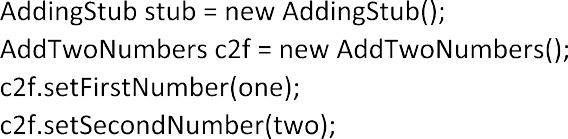 AddingStub stub = new AddingStub();
AddTwoNumbers c2f = new AddTwoNumbers();
c2f.setFirstNumber(one);
c2f.setSecondNumber(two);